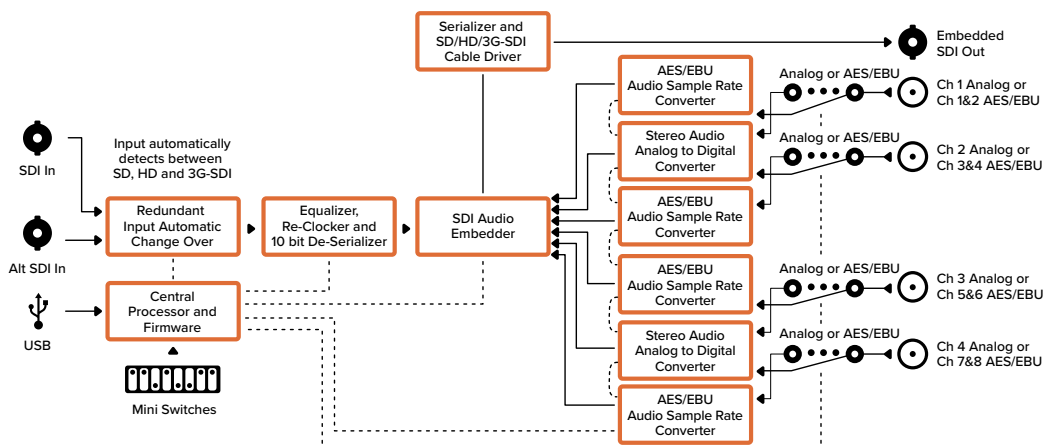 Serializer and
SD/HD/3G-SDI
Cable Driver
Embedded
SDI Out
AES/EBU
Audio Sample Rate
Converter
Analog or AES/EBU
Ch 1 Analog or
Ch 1&2 AES/EBU
SDI In
Input automatically
detects between
SD, HD and 3G-SDI
Stereo Audio
Analog to Digital
Converter
Analog or AES/EBU
Ch 2 Analog or
Ch 3&4 AES/EBU
Redundant
Input Automatic
Change Over
Equalizer,
Re-Clocker and
10 bit De-Serializer
SDI Audio
Embedder
AES/EBU
Audio Sample Rate
Converter
Alt SDI In
USB
Central
Processor and
Firmware
AES/EBU
Audio Sample Rate
Converter
Analog or AES/EBU
Ch 3 Analog or
Ch 5&6 AES/EBU
Stereo Audio
Analog to Digital
Converter
Analog or AES/EBU
Ch 4 Analog or
Ch 7&8 AES/EBU
Mini Switches
AES/EBU
Audio Sample Rate
Converter